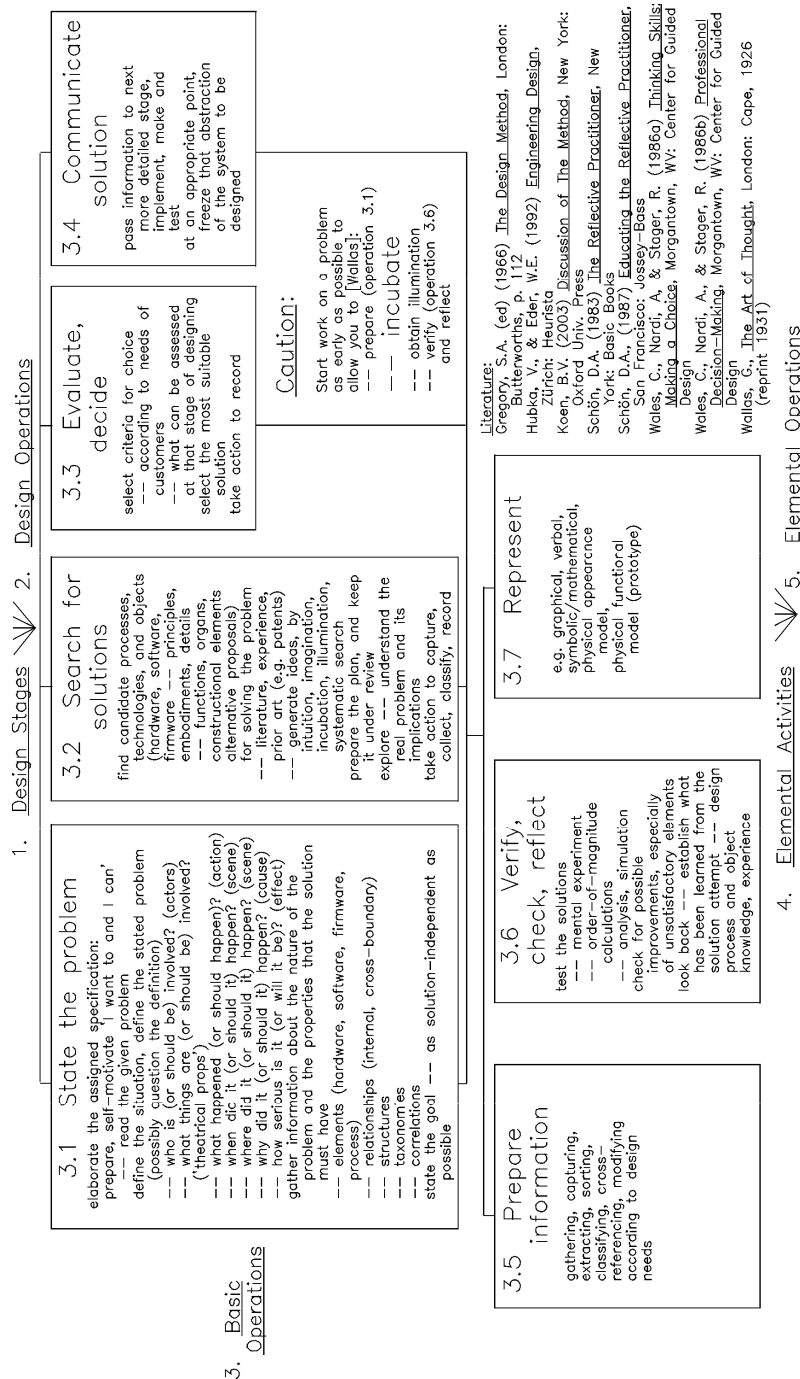 1. Design Stages 2. Design Operations
3. Basic
Operations
3.1 State the problem
elaborate the assigned specification:
prepare, self-motivate 'I want to and I can'
-- read the given problem
define the situation, define the stated problem
(possibly question the definition)
-- who is (or should be) involved? (actors)
-- what things are (or should be) involved?
('theatrical props')
-- what happened (or should happen)? (action)
-- when dic it (or should it) happen? (scene)
-- where did it (or should it) happen? (scene)
-- why did it (or should it) happen? (cause)
-- how serious is it (or will it be)? (effect)
gather information about the nature of the
problem and the properties that the solution
must have
-- elements (hardware, software, firmware,
process)
-- relationships (internal, cross-boundary)
-- structures
-- taxonomies
-- correlations
state the goal -- as solution-independent as
possible
3.2 Search for
solutions
find candidate processes,
technologies, and objects
(hardware, software,
firmware -- principles,
embodiments, details
-- functions, organs,
constructional elements
alternative proposals)
for solving the problem
-- literature, experience,
prior art (e.g. patents)
-- generate ideas, by
intuition, imagination,
incubation, illumination,
systematic search
prepare the plan, and keep
it under review
explore -- understand the
real problem and its
implications
take action to capture,
collect, classify, record
3.3 Evaluate,
decide
select criteria for choice
-- according to needs of
customers
-- what can be assessed
at that stage of designing
select the most suitable
solution
take action to record
3.4 Communicate
solution
pass information to next
more detailed stage,
implement, make and
test
at an appropriate point,
freeze that abstraction
of the system to be
designed
Caution:
Start work on a problem
as early as possible to
allow you to [Wallas]:
-- prepare (operation 3.1)
-- incubate
-- obtain illumination
-- verify (operation 3.6)
and reflect
3.5 Prepare
information
gathering, capturing,
extracting, sorting,
classifying, cross-
referencing, modifying
according to design
needs
3.6 Verify,
check, reflect
test the solutions
-- mental experiment
-- order-of-magnitude
calculations
-- analysis, simulation
check for possible
improvements, especially
of unsatisfactory elements
look back -- establish what
has been learned from the
solution attempt -- design
process and object
knowledge, experience
3.7 Represent
e.g. graphical, verbal,
symbolic/mathematical,
physical appearcnce
model,
physical functional
model (prototype)
Literature:
Gregory, S.A. (ed) (1966) The Design Method, London:
Butterworths, p. 112
Hubka, V., & Eder, W.E. (1992) Engineering Design,
Zürich: Heurista
Koen, B.V. (2003) Discussion of The Method, New York:
Oxford Univ. Press
Schön, D.A. (1983) The Reflective Practitioner, New
York: Basic Books
Schön, D.A., (1987) Educating the Reflective Practitioner,
San Francisco: Jossey-Bass
Wales, C., Nardi, A, & Stager, R. (1986a) Thinking Skills:
Making a Choice, Morgantown, WV: Center for Guided
Design
Wales, C., Nardi, A., & Stager, R. (1986b) Professional
Decision-Making, Morgantown, WV: Center for Guided
Design
Wallas, G., The Art of Thought, London: Cape, 1926
(reprint 1931)
4. Elemental Activities 5. Elemental Operations